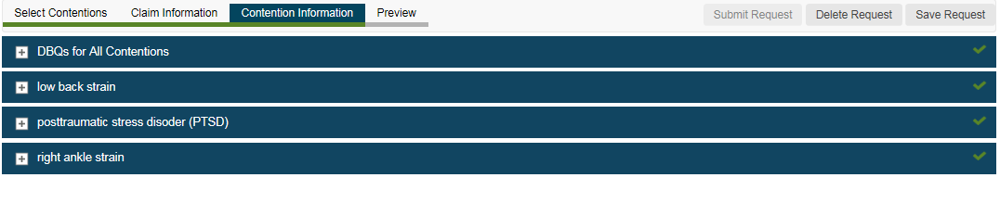 Select Contentions Claim Information Contention Information Preview Submit Request Delete Request Save Request
DBQs for All Contentions
low back strain
posttraumatic stress disoder (PTSD)
right ankle strain